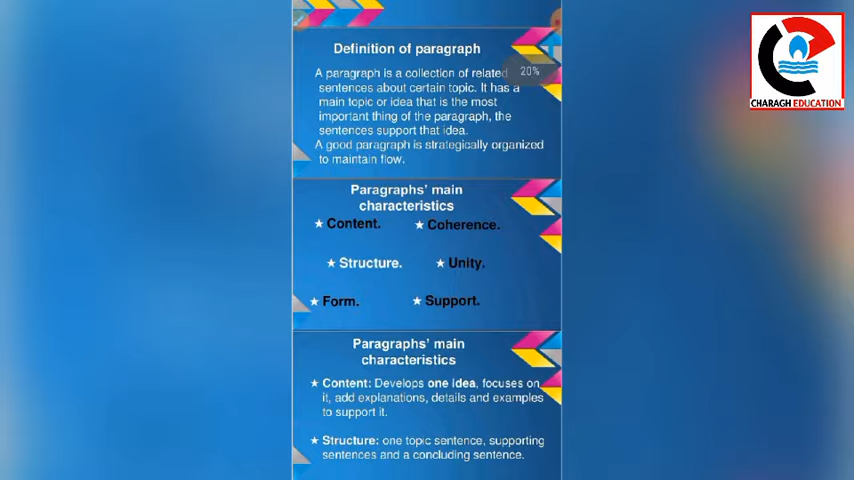 Definition of paragraph
20%
A paragraph is a collection of related
sentences about certain topic. It has a
main topic or idea that is the most
important thing of the paragraph, the
sentences support that idea.
A good paragraph is strategically organized
to maintain flow.
Paragraphs' main
characteristics
★ Content. ★ Coherence.
★ Structure. ★ Unity.
★ Form. ★ Support.
Paragraphs' main
characteristics
★ Content: Develops one idea, focuses on
it, add explanations, details and examples
to support it.
★ Structure: one topic sentence, supporting
sentences and a concluding sentence.
CHARAGH EDUCATION